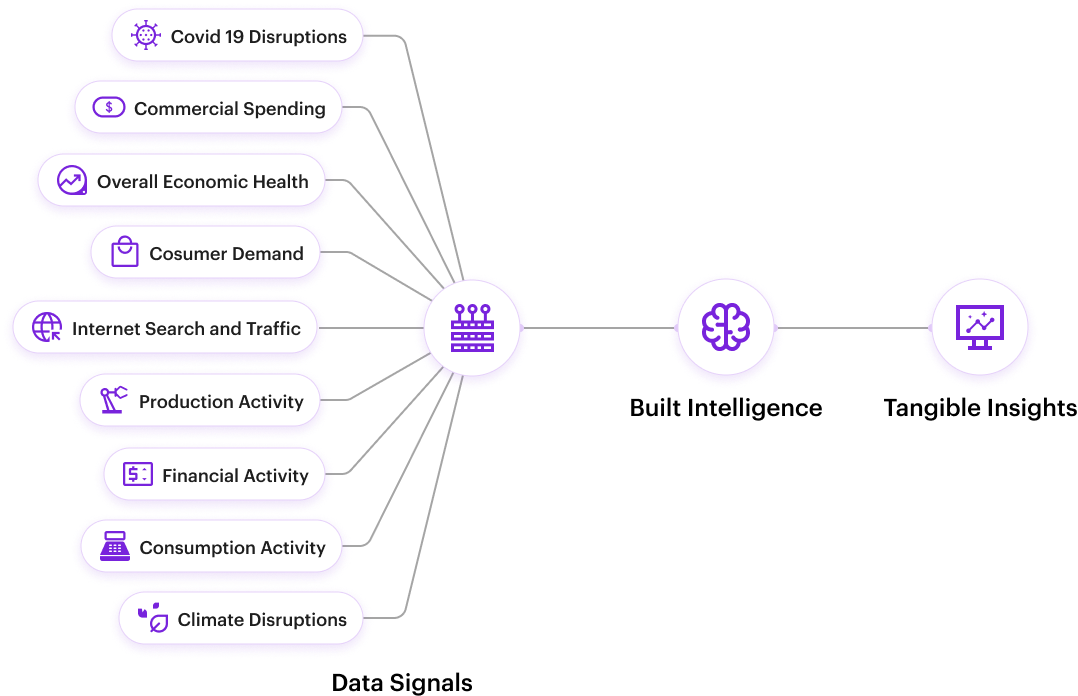 Covid 19 Disruptions
Commercial Spending
Overall Economic Health
Cosumer Demand
Internet Search and Traffic
Production Activity
Financial Activity
Consumption Activity
Climate Disruptions
Data Signals
Built Intelligence
Tangible Insights